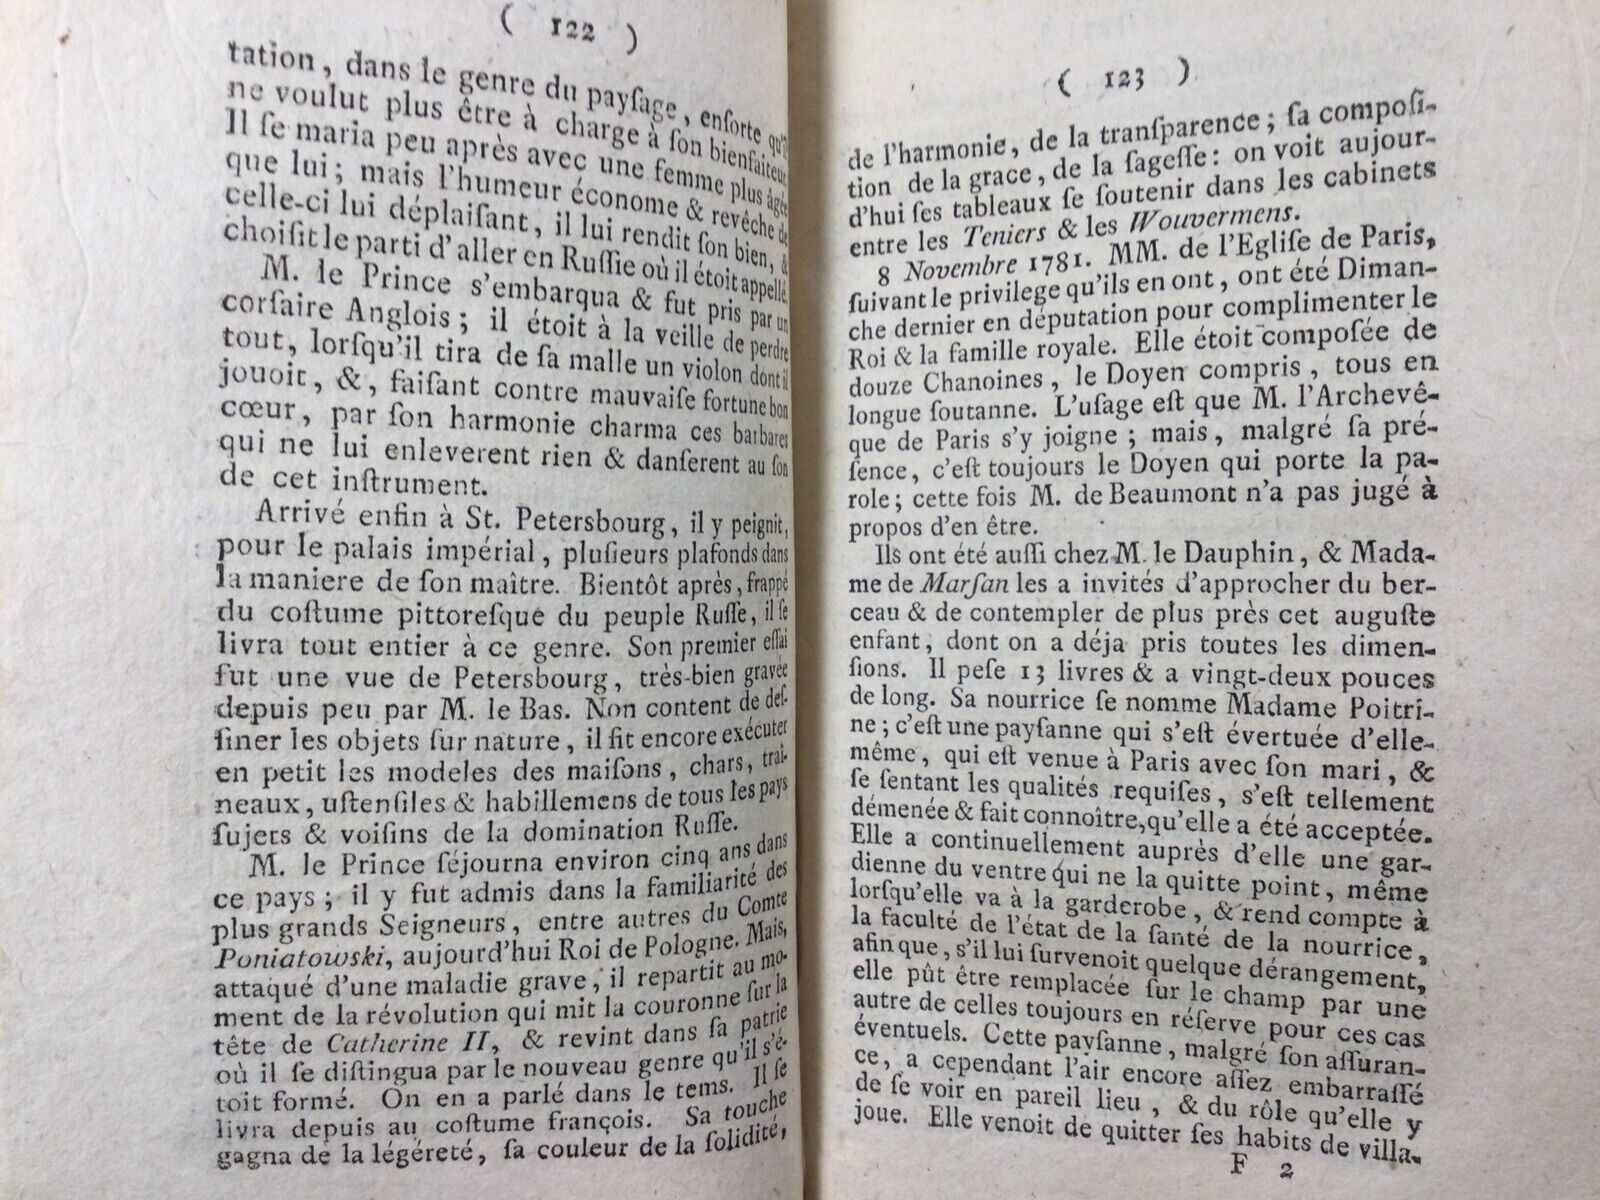 ( 122 )
tation, dans le genre du payſage, enſorte qu'il
ne voulut plus être à charge à ſon bienfaiteur.
Il ſe maria peu après avec une femme plus âgée
que lui; mais l'humeur économe & revêche de
celle-ci lui déplaiſant, il lui rendit ſon bien, &
choiſit le parti d'aller en Ruſſie où il étoit appellé.
M. le Prince s'embarqua & fut pris par un
corſaire Anglois; il étoit à la veille de perdre
tout, lorſqu'il tira de ſa malle un violon dont il
jouoit, &, faiſant contre mauvaiſe fortune bon
cœur, par ſon harmonie charma ces barbares
qui ne lui enleverent rien & danſerent au ſon
de cet inſtrument.
Arrivé enfin à St. Petersbourg, il y peignit,
pour le palais impérial, pluſieurs plafonds dans
la maniere de ſon maître. Bientôt après, frappé
du coſtume pittoreſque du peuple Ruſſe, il ſe
livra tout entier à ce genre. Son premier eſſai
fut une vue de Petersbourg, très-bien gravée
depuis peu par M. le Bas. Non content de deſ-
ſiner les objets ſur nature, il fit encore exécuter
en petit les modeles des maiſons, chars, traî-
neaux, uſtenſiles & habillemens de tous les pays
ſujets & voiſins de la domination Ruſſe.
M. le Prince ſéjourna environ cinq ans dans
ce pays; il y fut admis dans la familiarité des
plus grands Seigneurs, entre autres du Comte
Poniatowski, aujourd'hui Roi de Pologne. Mais,
attaqué d'une maladie grave, il repartit au mo-
ment de la révolution qui mit la couronne ſur la
tête de Catherine II, & revint dans ſa patrie
où il ſe diſtingua par le nouveau genre qu'il s'é-
toit formé. On en a parlé dans le tems. Il ſe
livra depuis au coſtume françois. Sa touche
gagna de la légéreté, ſa couleur de la ſolidité,
( 123 )
de l'harmonie, de la tranſparence; ſa compoſi-
tion de la grace, de la ſageſſe: on voit aujour-
d'hui ſes tableaux ſe ſoutenir dans les cabinets
entre les Teniers & les Wouvermens.
8 Novembre 1781. MM. de l'Egliſe de Paris,
ſuivant le privilege qu'ils en ont, ont été Diman-
che dernier en députation pour complimenter le
Roi & la famille royale. Elle étoit compoſée de
douze Chanoines, le Doyen compris, tous en
longue ſoutanne. L'uſage eſt que M. l'Archevê-
que de Paris s'y joigne; mais, malgré ſa pré-
ſence, c'eſt toujours le Doyen qui porte la pa-
role; cette fois M. de Beaumont n'a pas jugé à
propos d'en être.
Ils ont été auſſi chez M. le Dauphin, & Mada-
me de Marſan les a invités d'approcher du ber-
ceau & de contempler de plus près cet auguſte
enfant, dont on a déja pris toutes les dimen-
ſions. Il peſe 13 livres & a vingt-deux pouces
de long. Sa nourrice ſe nomme Madame Poitri-
ne; c'eſt une payſanne qui s'eſt évertuée d'elle-
même, qui eſt venue à Paris avec ſon mari, &
ſe ſentant les qualités requiſes, s'eſt tellement
démenée & fait connoître, qu'elle a été acceptée.
Elle a continuellement auprès d'elle une gar-
dienne du ventre qui ne la quitte point, même
lorſqu'elle va à la garderobe, & rend compte à
la faculté de l'état de la ſanté de la nourrice,
afin que, s'il lui ſurvenoit quelque dérangement,
elle pût être remplacée ſur le champ par une
autre de celles toujours en réſerve pour ces cas
éventuels. Cette payſanne, malgré ſon aſſuran-
ce, a cependant l'air encore aſſez embarraſſé
de ſe voir en pareil lieu, & du rôle qu'elle y
joue. Elle venoit de quitter ſes habits de villa-
F 2